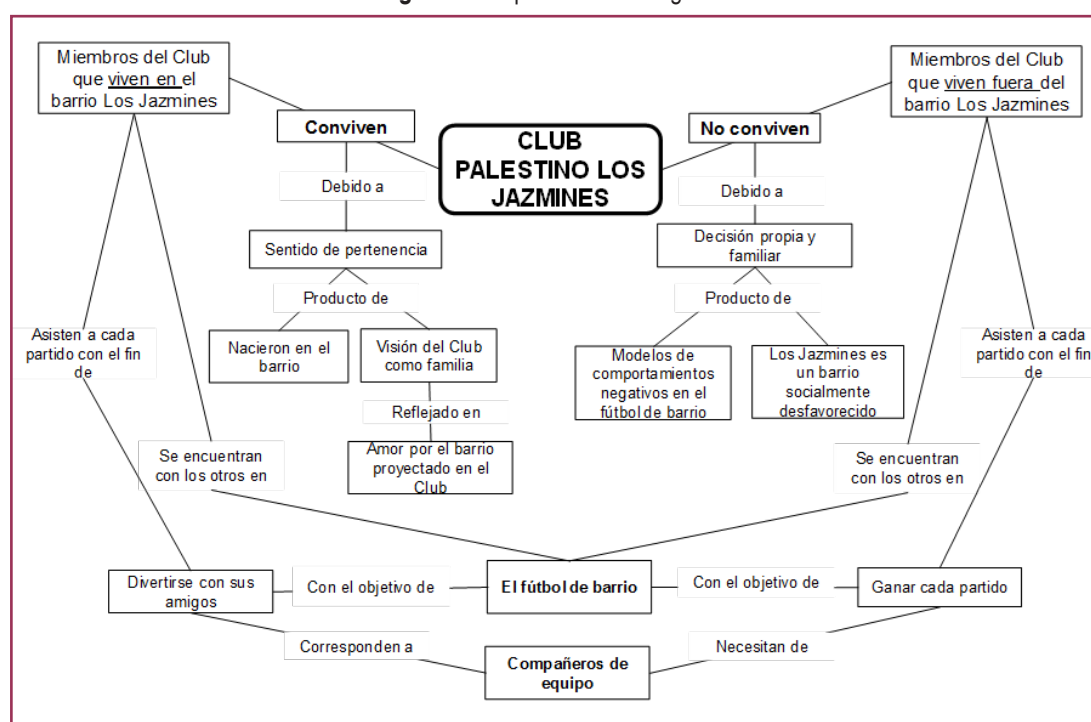 Miembros del Club
que viven en el
barrio Los Jazmines
Miembros del Club
que viven fuera del
barrio Los Jazmines
Conviven
No conviven
CLUB
PALESTINO LOS
JAZMINES
Debido a
Debido a
Sentido de pertenencia
Decisión propia y
familiar
Producto de
Producto de
Nacieron en el
barrio
Visión del Club
como familia
Modelos de
comportamientos
negativos en el
fútbol de barrio
Los Jazmines es
un barrio
socialmente
desfavorecido
Asisten a cada
partido con el fin
de
Asisten a cada
partido con el fin
de
Reflejado en
Amor por el barrio
proyectado en el
Club
Se encuentran
con los otros en
Se encuentran
con los otros en
Divertirse con sus
amigos
Con el objetivo de
El fútbol de barrio
Con el objetivo de
Ganar cada partido
Corresponden a
Compañeros de
equipo
Necesitan de